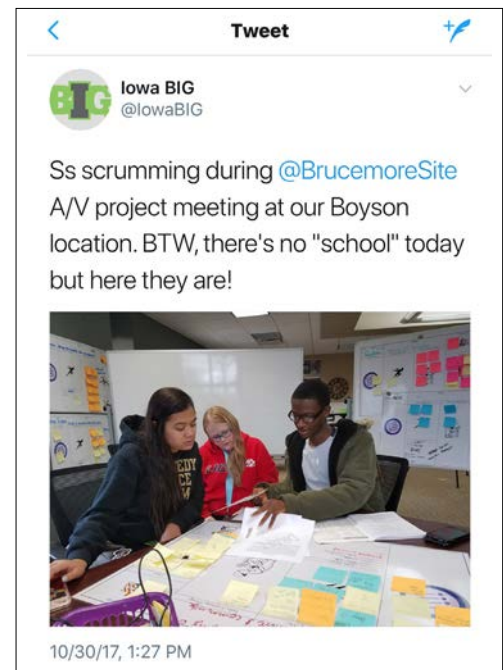 Tweet
BIG
Iowa BIG
@IowaBIG
Ss scrumming during @BrucemoreSite
A/V project meeting at our Boyson
location. BTW, there's no "school" today
but here they are!
10/30/17, 1:27 PM